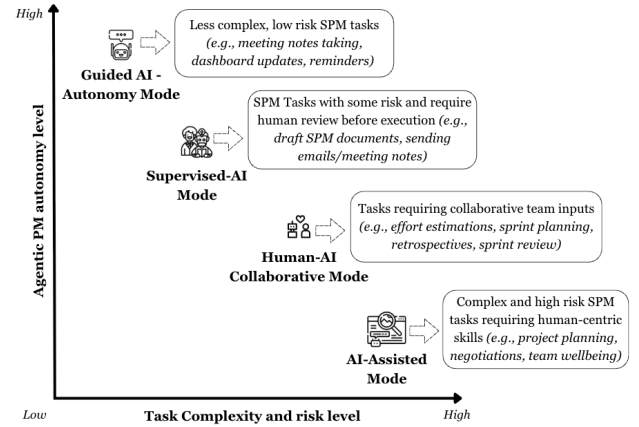 High
Less complex, low risk SPM tasks
(e.g., meeting notes taking,
dashboard updates, reminders)
Guided AI -
Autonomy Mode
SPM Tasks with some risk and require
human review before execution (e.g.,
draft SPM documents, sending
emails/meeting notes)
Supervised-AI
Mode
Tasks requiring collaborative team inputs
(e.g., effort estimations, sprint planning,
retrospectives, sprint review)
Human-AI
Collaborative Mode
Complex and high risk SPM
tasks requiring human-centric
skills (e.g., project planning,
negotiations, team wellbeing)
AI-Assisted
Mode
Agentic PM autonomy level
Low
Task Complexity and risk level
High